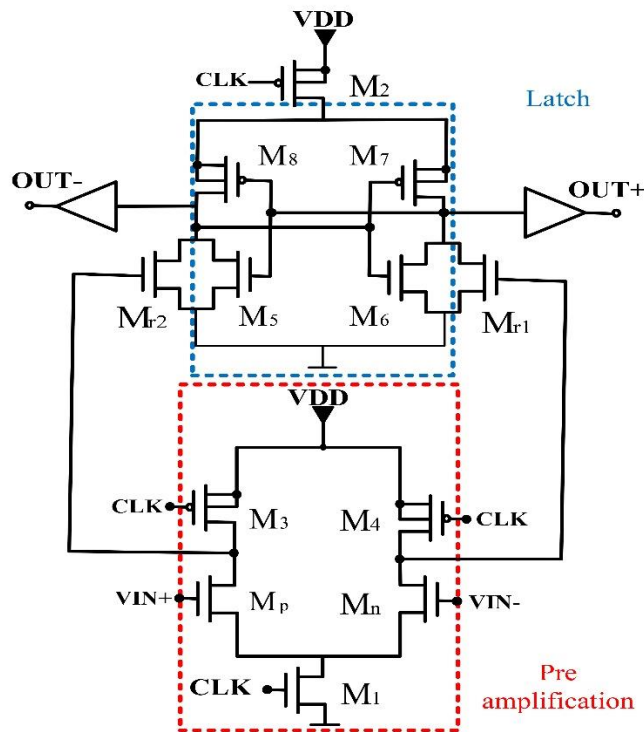 VDD
CLK
M2
Latch
M8
M7
OUT-
OUT+
Mr2
M5
M6
Mr1
VDD
CLK
M3
M4
CLK
VIN+
Mp
Mn
VIN-
CLK
M1
Pre
amplification